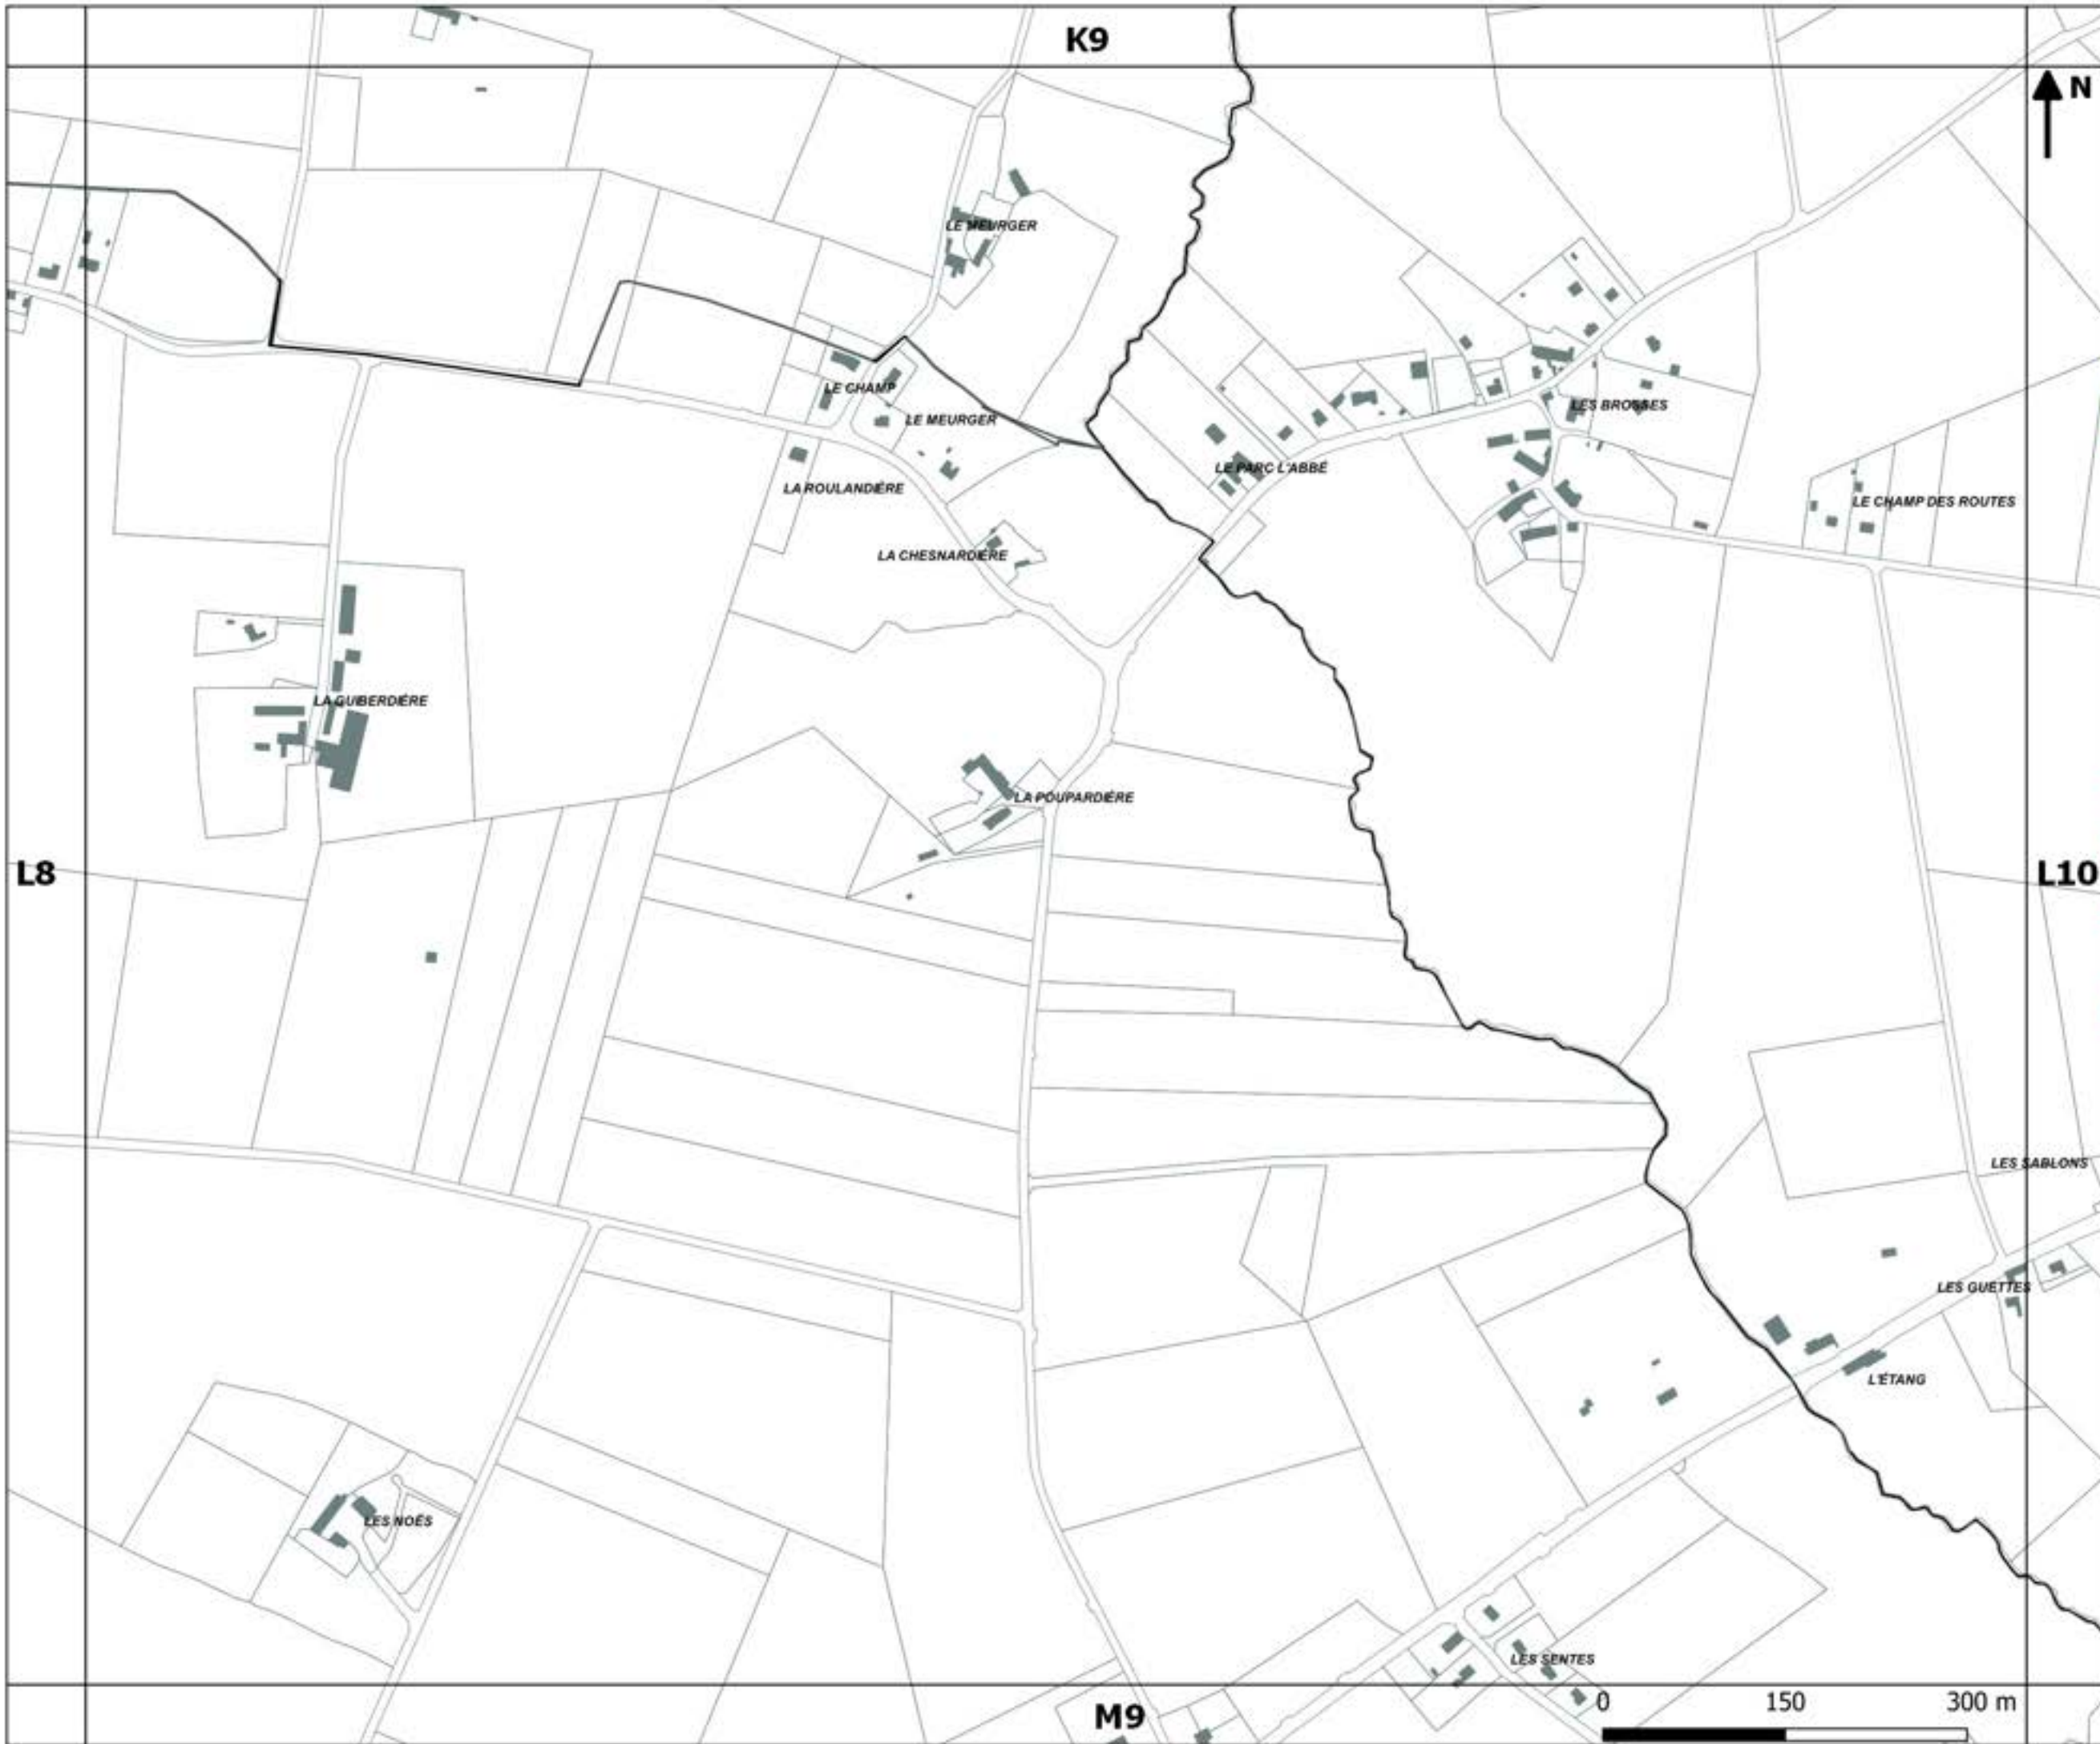 K9
N
LE MEURGER
LE CHAMP
LES BROSSES
LE MEURGER
LE PARC L'ABBÉ
LA ROULANDIÈRE
LE CHAMP DES ROUTES
LA CHESNARDIÈRE
LA GUIBERDIÈRE
LA POUPARDIÈRE
L8
L10
LES SABLONS
LES GUETTES
L'ÉTANG
LES NOËS
LES SENTES
0 150 300 m
M9